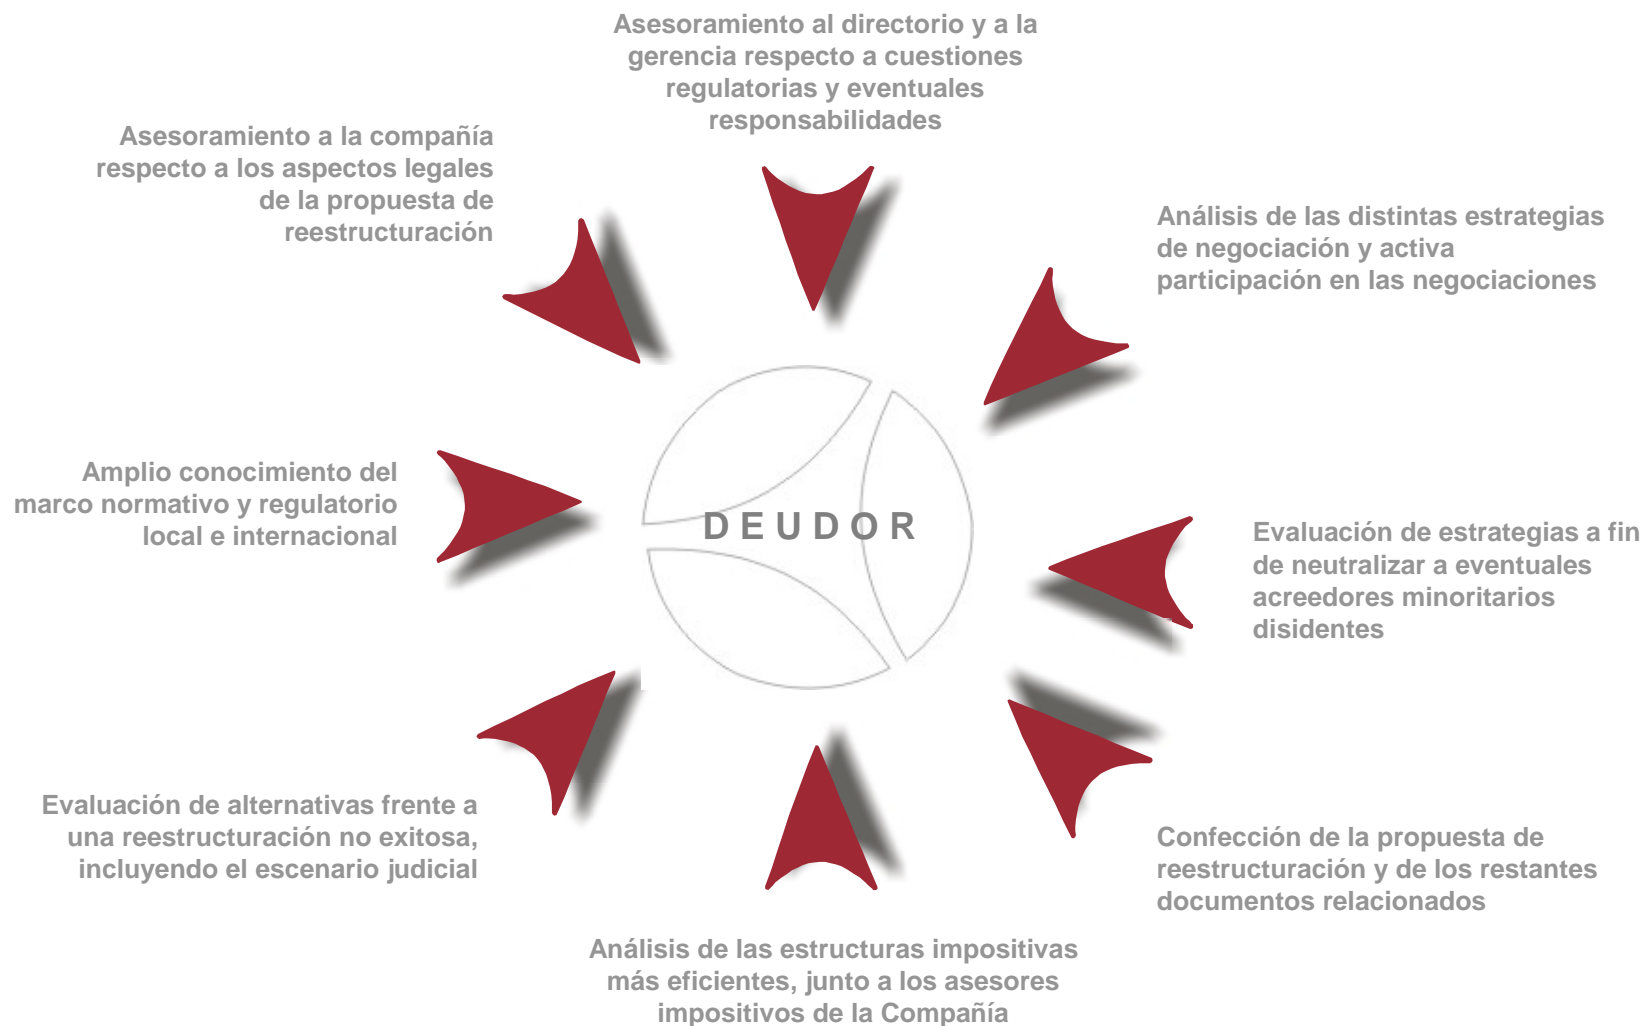 Asesoramiento al directorio y a la
gerencia respecto a cuestiones
regulatorias y eventuales
responsabilidades
Asesoramiento a la compañía
respecto a los aspectos legales
de la propuesta de
reestructuración
Análisis de las distintas estrategias
de negociación y activa
participación en las negociaciones
Amplio conocimiento del
marco normativo y regulatorio
local e internacional
DEUDOR
Evaluación de estrategias a fin
de neutralizar a eventuales
acreedores minoritarios
disidentes
Evaluación de alternativas frente a
una reestructuración no exitosa,
incluyendo el escenario judicial
Confección de la propuesta de
reestructuración y de los restantes
documentos relacionados
Análisis de las estructuras impositivas
más eficientes, junto a los asesores
impositivos de la Compañía